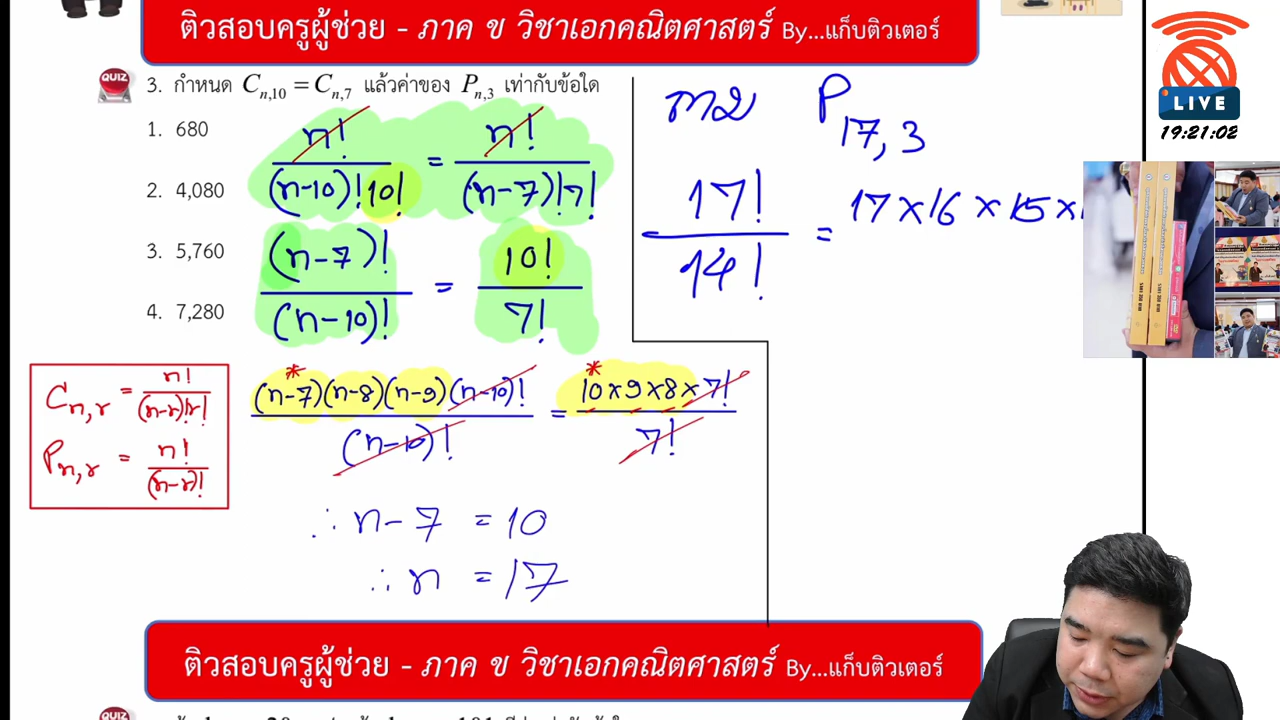 ติวสอบครูผู้ช่วย - ภาค ข วิชาเอกคณิตศาสตร์ By...แก็บติวเตอร์
LIVE
19:21:02
QUIZ
3. กำหนด C_{n,10} = C_{n,7} แล้วค่าของ P_{n,3} เท่ากับข้อใด
1. 680
2. 4,080
3. 5,760
4. 7,280
n!/(n-10)!10! = n!/(n-7)!7!
(n-7)!/(n-10)! = 10!/7!
(n-7)(n-8)(n-9)(n-10)!/(n-10)! = 10×9×8×7!/7!
∴ n-7 = 10
∴ n = 17
C_{n,r} = n!/(n-r)!r!
P_{n,r} = n!/(n-r)!
ถาม P_{17,3}
17!/14! = 17×16×15×
ติวสอบครูผู้ช่วย - ภาค ข วิชาเอกคณิตศาสตร์ By...แก็บติวเตอร์
QUIZ